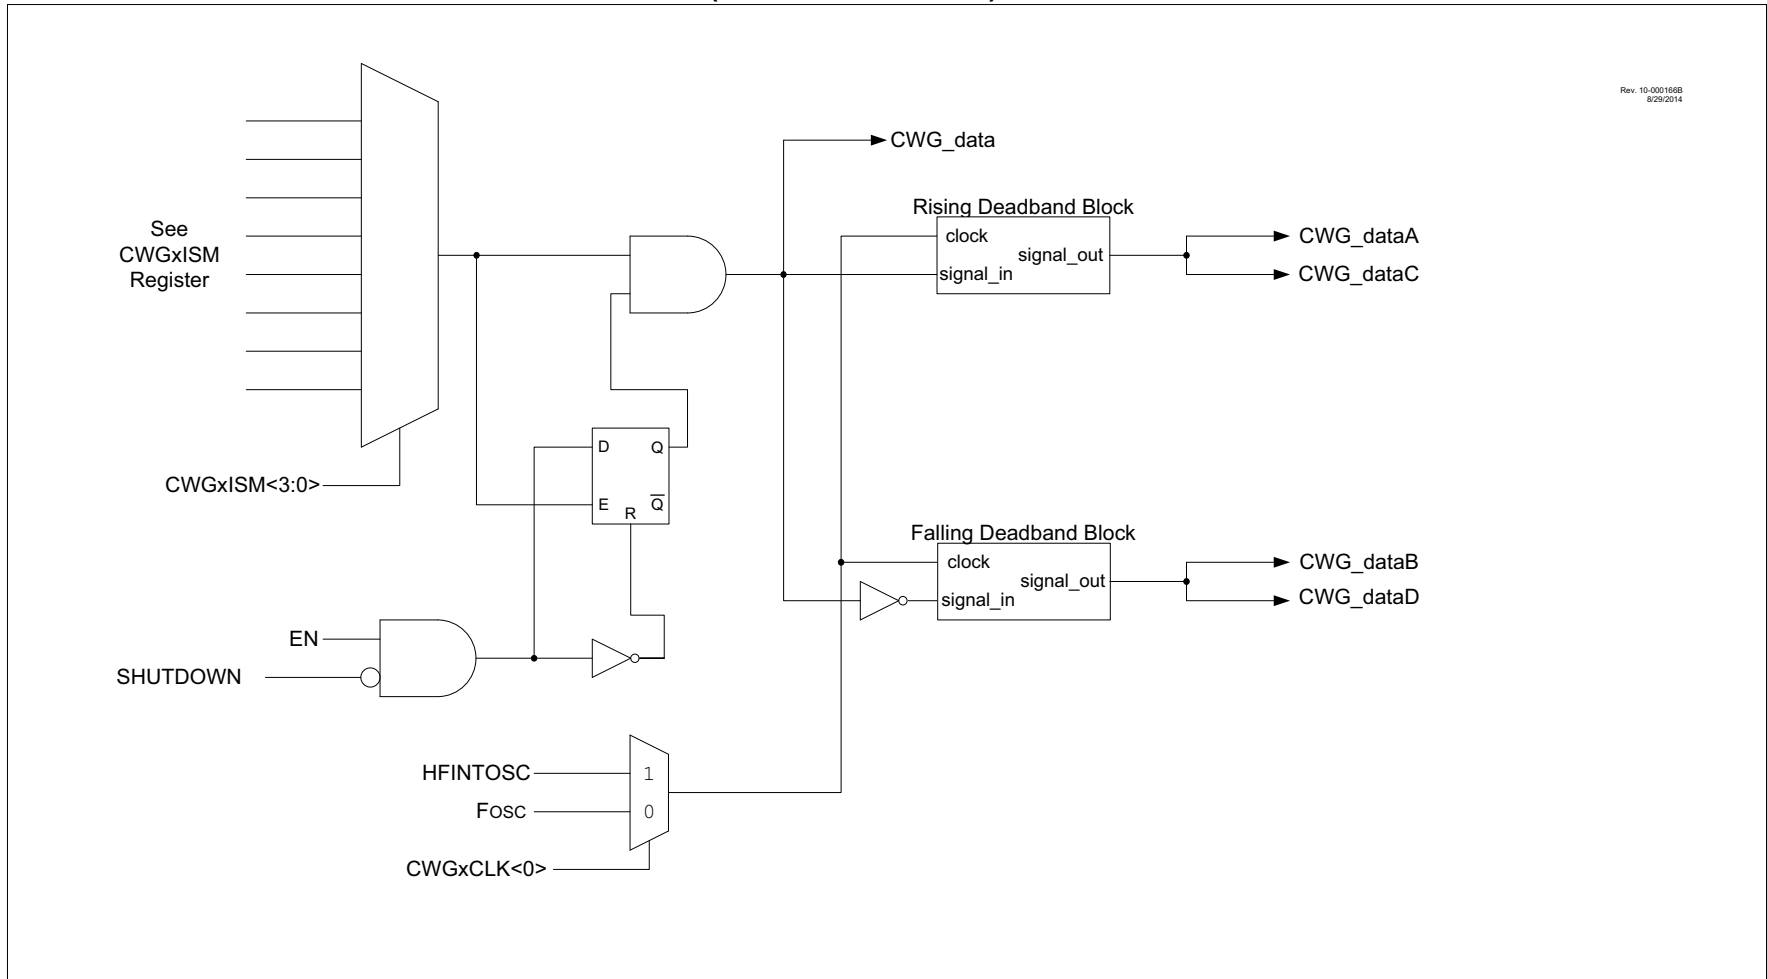 Rev. 10-000166B
8/29/2014
CWG_data
Rising Deadband Block
clock
signal_out
signal_in
CWG_dataA
CWG_dataC
See
CWGxISM
Register
D
Q
E
Q̅
R
CWGxISM<3:0>
Falling Deadband Block
clock
signal_out
signal_in
CWG_dataB
CWG_dataD
EN
SHUTDOWN
HFINTOSC
1
FOSC
0
CWGxCLK<0>